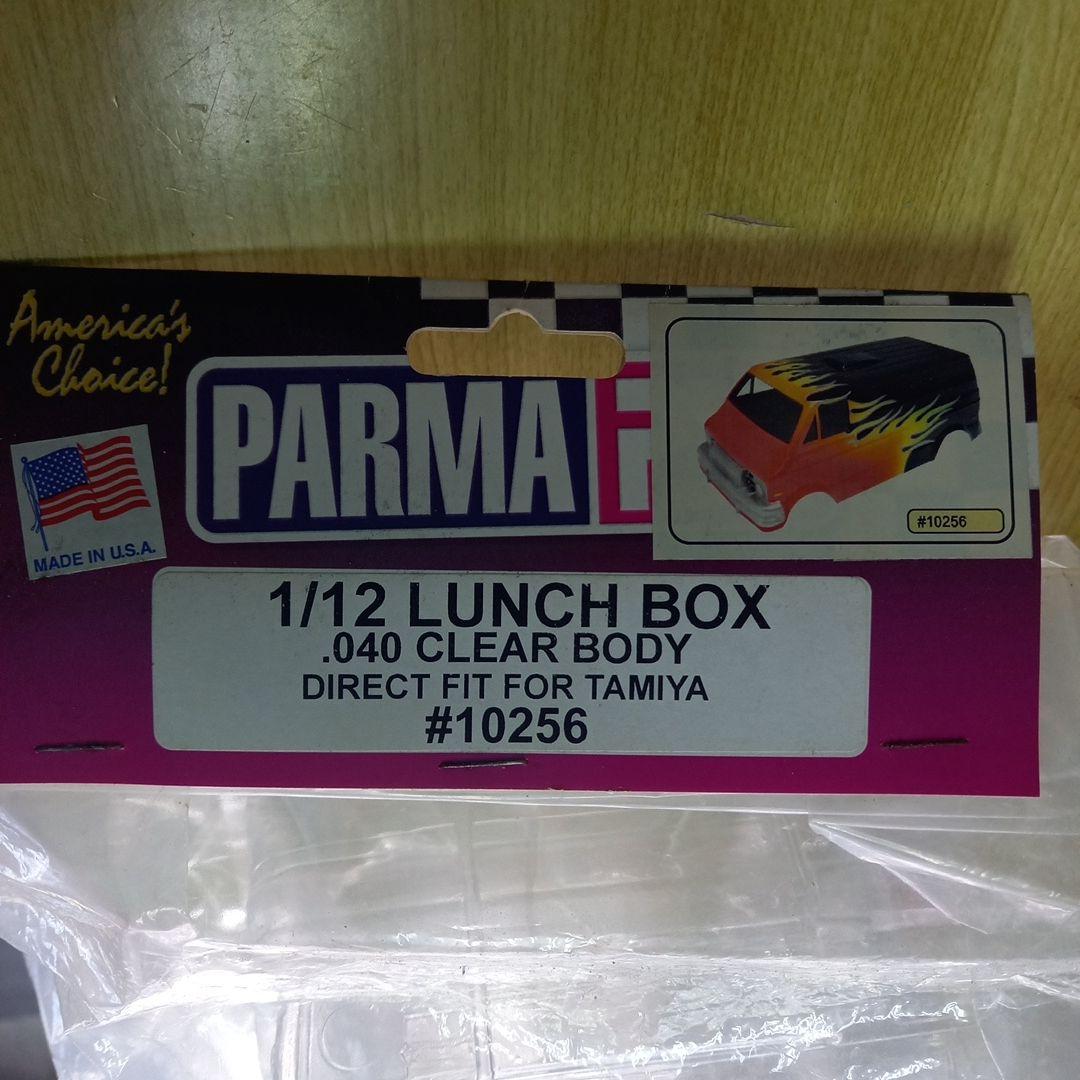 America's
Choice!
PARMA
MADE IN U.S.A.
#10256
1/12 LUNCH BOX
.040 CLEAR BODY
DIRECT FIT FOR TAMIYA
#10256